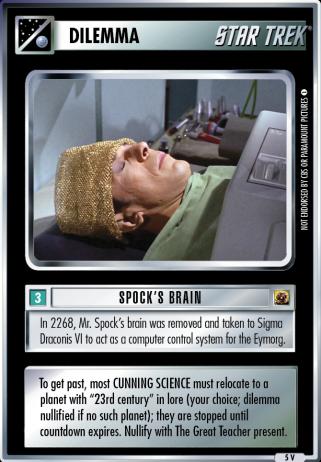 DILEMMA
STAR TREK®
NOT ENDORSED BY CBS OR PARAMOUNT PICTURES
3
SPOCK'S BRAIN
In 2268, Mr. Spock's brain was removed and taken to Sigma
Draconis VI to act as a computer control system for the Eymorg.
To get past, most CUNNING SCIENCE must relocate to a
planet with "23rd century" in lore (your choice; dilemma
nullified if no such planet); they are stopped until
countdown expires. Nullify with The Great Teacher present.
5 V